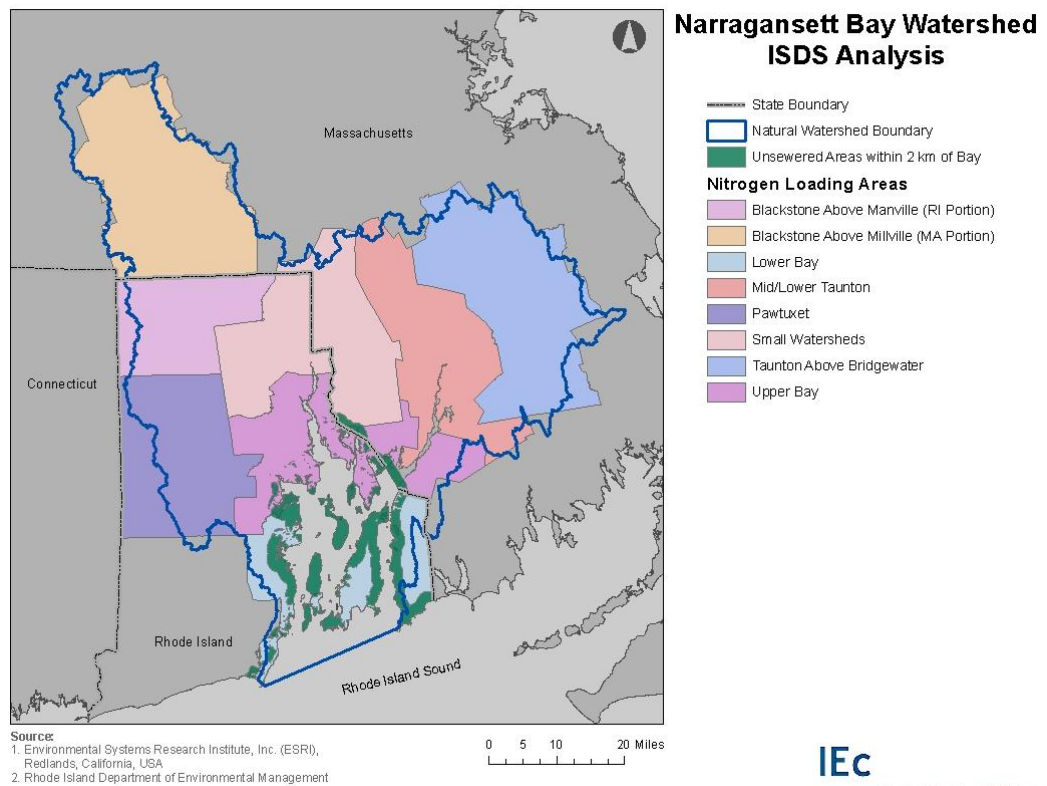 Narragansett Bay Watershed
ISDS Analysis
State Boundary
Natural Watershed Boundary
Unsewered Areas within 2 km of Bay
Nitrogen Loading Areas
Blackstone Above Manville (RI Portion)
Blackstone Above Millville (MA Portion)
Lower Bay
Mid/Lower Taunton
Pawtuxet
Small Watersheds
Taunton Above Bridgewater
Upper Bay
Massachusetts
Connecticut
Rhode Island
Rhode Island Sound
Source:
1. Environmental Systems Research Institute, Inc. (ESRI),
Redlands, California, USA
2. Rhode Island Department of Environmental Management
0 5 10 20 Miles
IEc